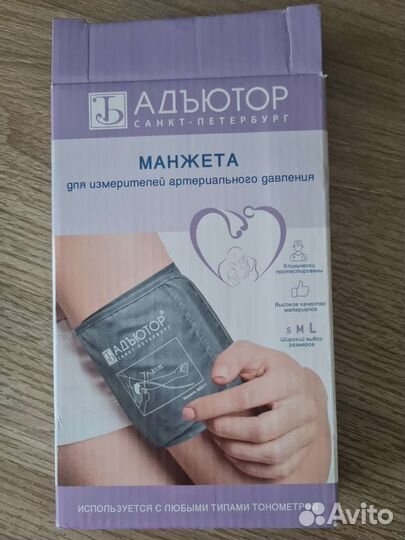 АДЪЮТОР
САНКТ-ПЕТЕРБУРГ
МАНЖЕТА
для измерителей артериального давления
Клинически
протестированы
Высокое качество
материалов
S M L
Широкий выбор
размеров
АДЪЮТОР®
САНКТ-ПЕТЕРБУРГ
ИСПОЛЬЗУЕТСЯ С ЛЮБЫМИ ТИПАМИ ТОНОМЕТРОВ
Avito